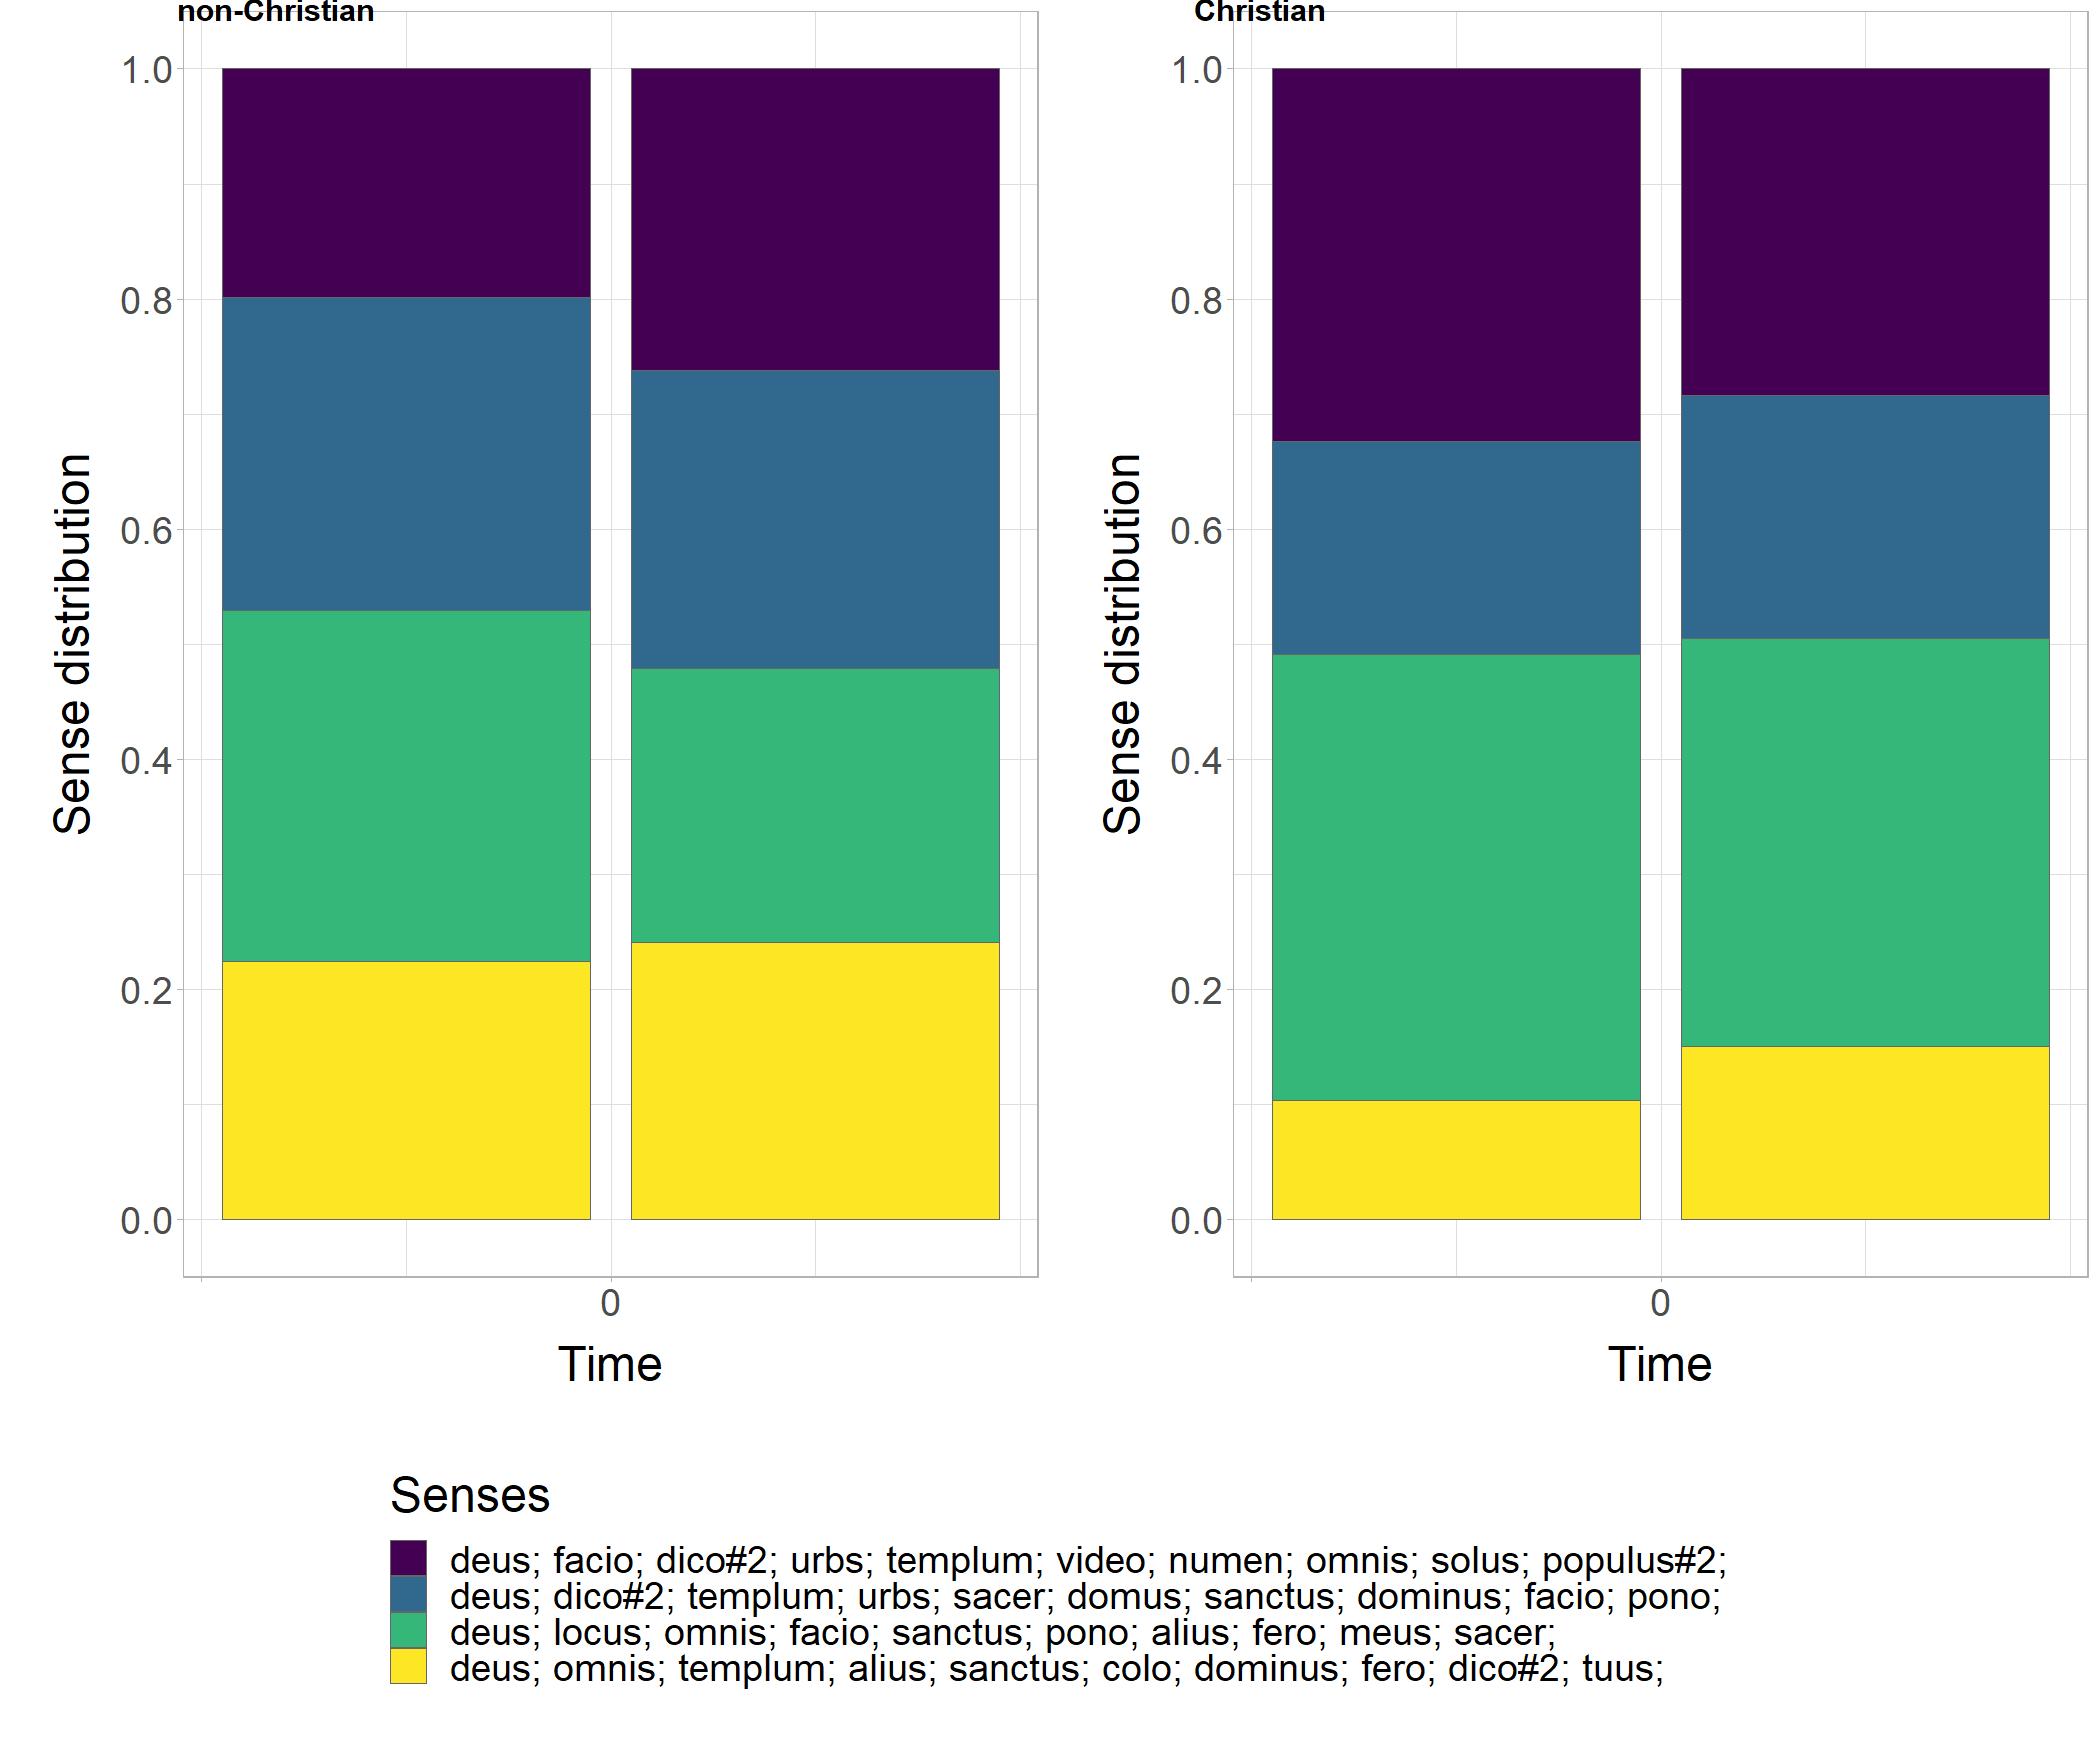 non-Christian
1.0
0.8
0.6
0.4
0.2
0.0
Sense distribution
0
Time
Christian
1.0
0.8
0.6
0.4
0.2
0.0
Sense distribution
0
Time
Senses
deus; facio; dico#2; urbs; templum; video; numen; omnis; solus; populus#2;
deus; dico#2; templum; urbs; sacer; domus; sanctus; dominus; facio; pono;
deus; locus; omnis; facio; sanctus; pono; alius; fero; meus; sacer;
deus; omnis; templum; alius; sanctus; colo; dominus; fero; dico#2; tuus;